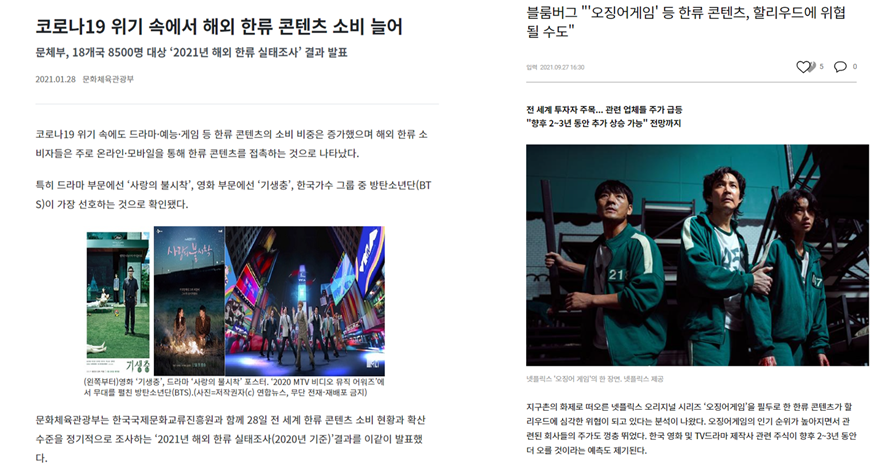 코로나19 위기 속에서 해외 한류 콘텐츠 소비 늘어
문체부, 18개국 8500명 대상 ‘2021년 해외 한류 실태조사’ 결과 발표
2021.01.28 문화체육관광부
코로나19 위기 속에도 드라마·예능·게임 등 한류 콘텐츠의 소비 비중은 증가했으며 해외 한류 소
비자들은 주로 온라인·모바일을 통해 한류 콘텐츠를 접촉하는 것으로 나타났다.
특히 드라마 부문에선 ‘사랑의 불시착’, 영화 부문에선 ‘기생충’, 한국가수 그룹 중 방탄소년단(BT
S)이 가장 선호하는 것으로 확인됐다.
기생충
사랑의 불시착
(왼쪽부터)영화 ‘기생충’, 드라마 ‘사랑의 불시착’ 포스터. ‘2020 MTV 비디오 뮤직 어워즈’에
서 무대를 펼친 방탄소년단(BTS).(사진=저작권자(c) 연합뉴스, 무단 전재-재배포 금지)
문화체육관광부는 한국국제문화교류진흥원과 함께 28일 전 세계 한류 콘텐츠 소비 현황과 확산
수준을 정기적으로 조사하는 ‘2021년 해외 한류 실태조사(2020년 기준)’결과를 이같이 발표했
다.
블룸버그 "'오징어게임' 등 한류 콘텐츠, 할리우드에 위협
될 수도"
입력 2021.09.27 16:30
5
0
전 세계 투자자 주목... 관련 업체들 주가 급등
"향후 2~3년 동안 추가 상승 가능" 전망까지
21
넷플릭스 '오징어 게임'의 한 장면. 넷플릭스 제공
지구촌의 화제로 떠오른 넷플릭스 오리지널 시리즈 '오징어게임'을 필두로 한 한류 콘텐츠가 할
리우드에 심각한 위협이 되고 있다는 분석이 나왔다. 오징어게임의 인기 순위가 높아지면서 관
련된 회사들의 주가도 껑충 뛰었다. 한국 영화 및 TV드라마 제작사 관련 주식이 향후 2~3년 동안
더 오를 것이라는 예측도 제기된다.